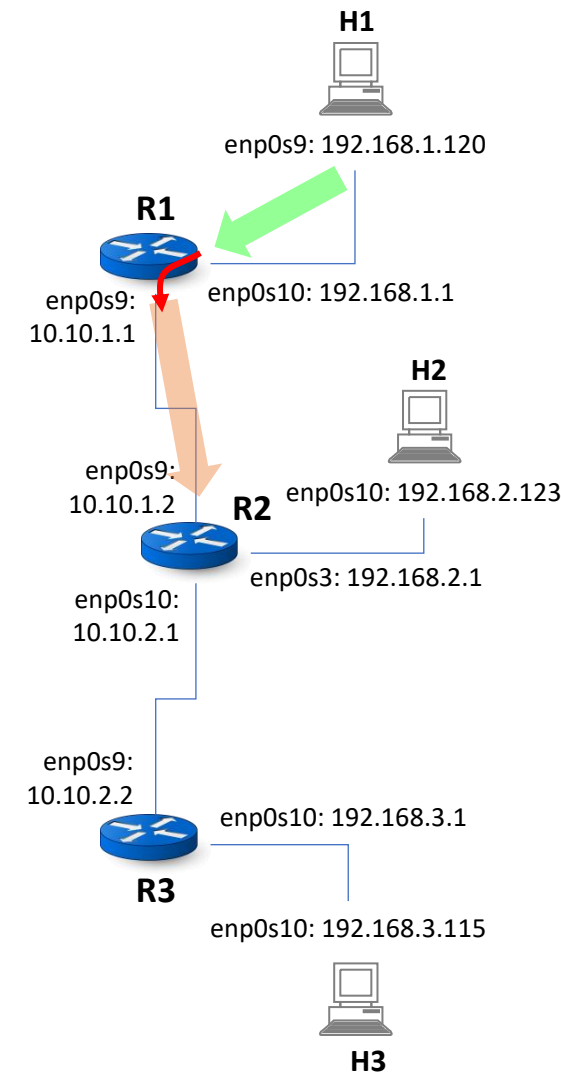 H1
enp0s9: 192.168.1.120
R1
enp0s10: 192.168.1.1
enp0s9:
10.10.1.1
H2
enp0s9:
10.10.1.2
enp0s10: 192.168.2.123
R2
enp0s3: 192.168.2.1
enp0s10:
10.10.2.1
enp0s9:
10.10.2.2
enp0s10: 192.168.3.1
R3
enp0s10: 192.168.3.115
H3